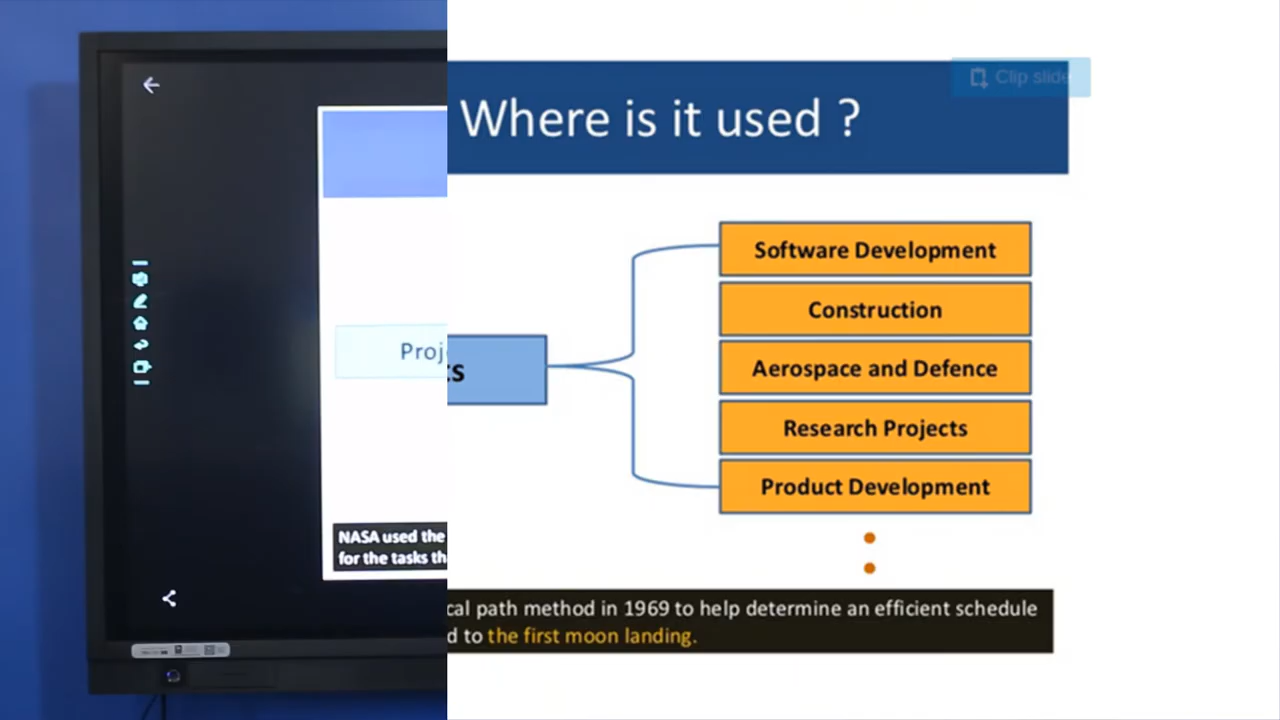 Clip slide
Where is it used ?
Software Development
Construction
Aerospace and Defence
Research Projects
Product Development
Proj
ts
NASA used the
for the tasks th
cal path method in 1969 to help determine an efficient schedule
d to the first moon landing.